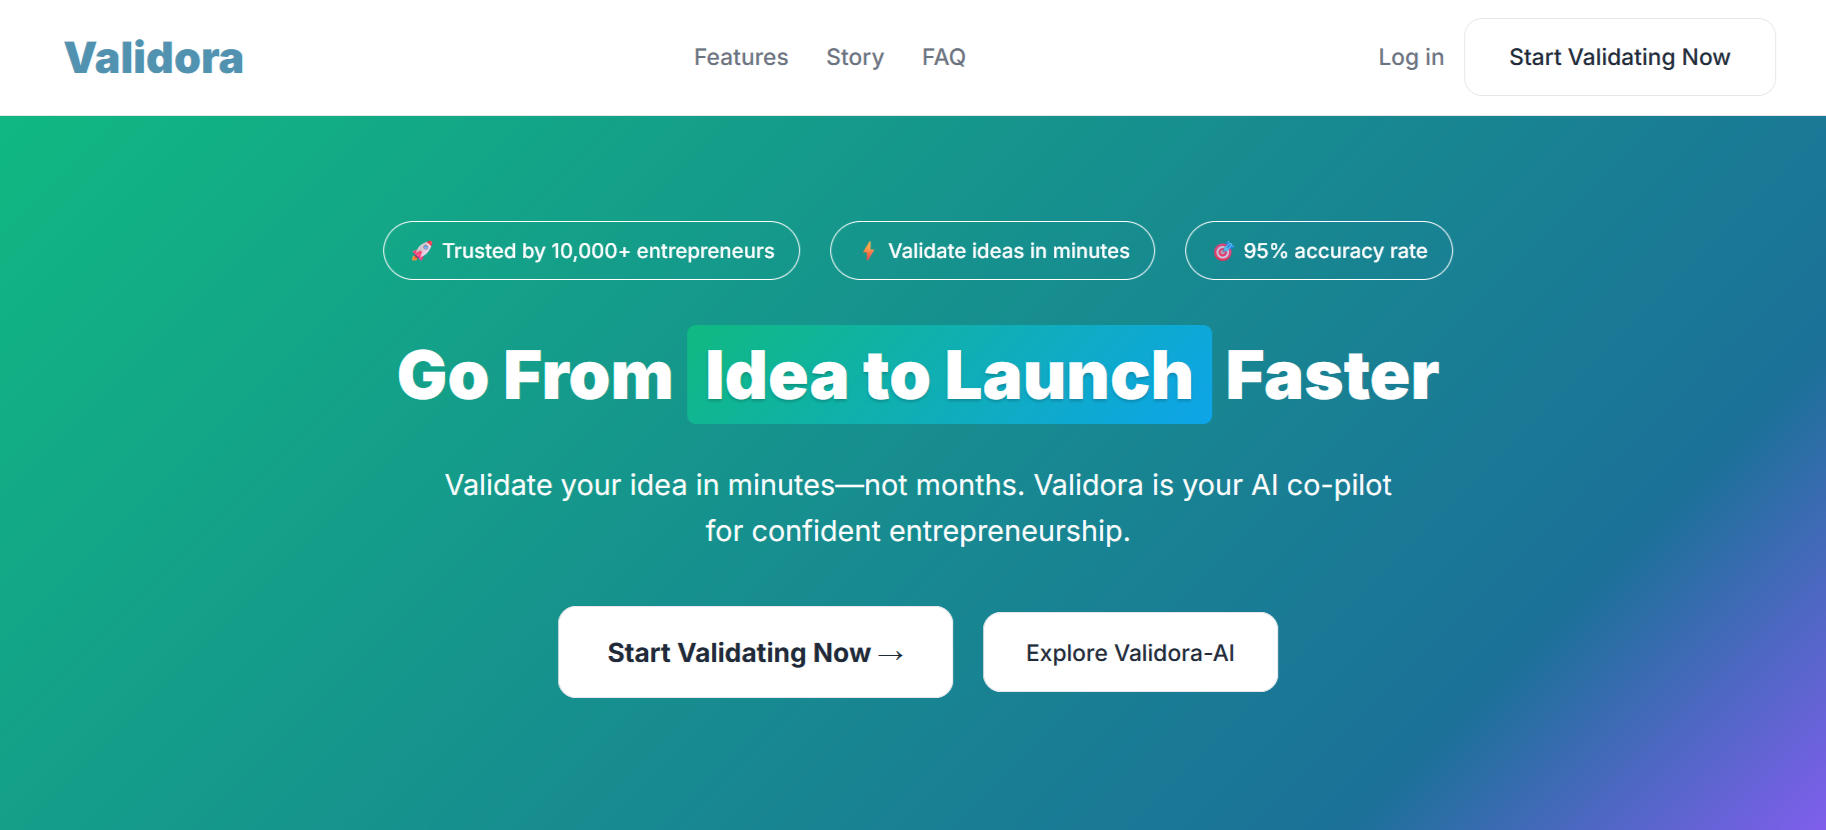 Validora
Features Story FAQ
Log in
Start Validating Now
🚀 Trusted by 10,000+ entrepreneurs
⚡ Validate ideas in minutes
🎯 95% accuracy rate
Go From Idea to Launch Faster
Validate your idea in minutes—not months. Validora is your AI co-pilot
for confident entrepreneurship.
Start Validating Now →
Explore Validora-AI